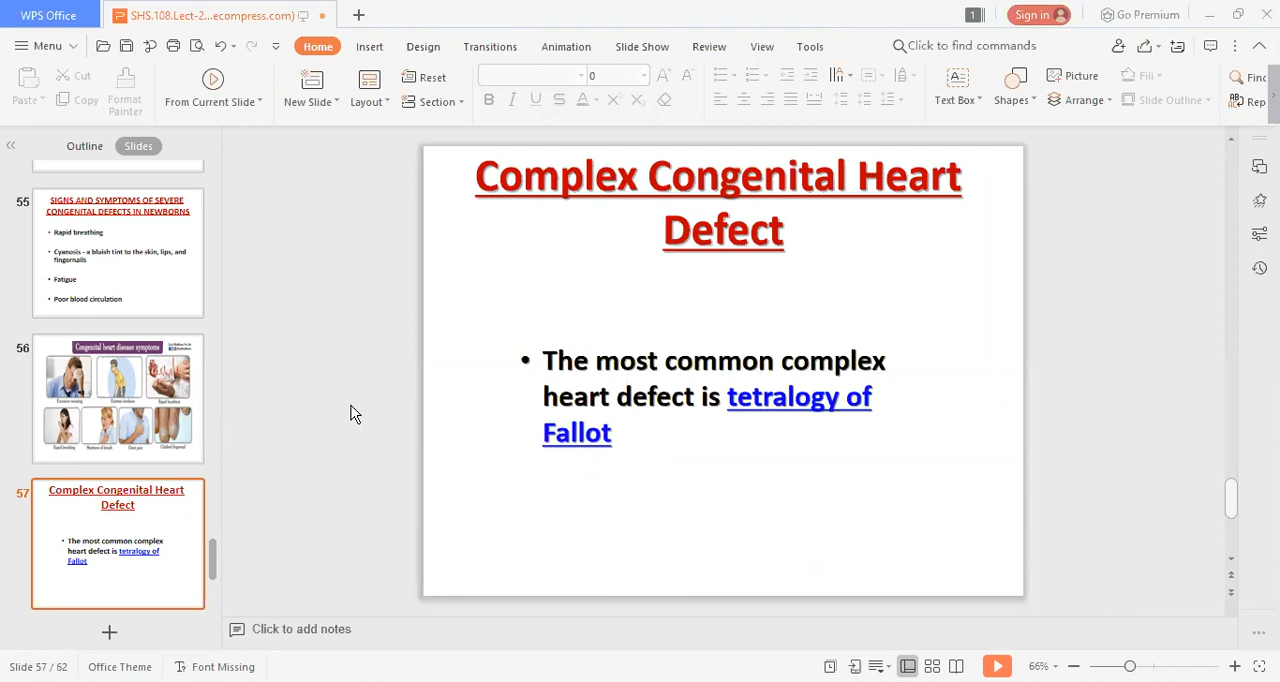 WPS Office
SHS.108.Lect-2...ecompress.com)
1
Sign in
Go Premium
Menu
Home
Insert
Design
Transitions
Animation
Slide Show
Review
View
Tools
Click to find commands
Paste
Cut
Copy
Format
Painter
From Current Slide
New Slide
Layout
Reset
Section
0
B I U S A
Text Box
Shapes
Picture
Arrange
Fill
Slide Outline
Find
Rep
Outline
Slides
55
SIGNS AND SYMPTOMS OF SEVERE
CONGENITAL DEFECTS IN NEWBORNS
• Rapid breathing
• Cyanosis - a bluish tint to the skin, lips, and
fingernails
• Fatigue
• Poor blood circulation
56
Congenital heart disease symptoms
57
Complex Congenital Heart
Defect
• The most common complex
heart defect is tetralogy of
Fallot
Complex Congenital Heart
Defect
• The most common complex
heart defect is tetralogy of
Fallot
Click to add notes
Slide 57 / 62
Office Theme
Font Missing
66%